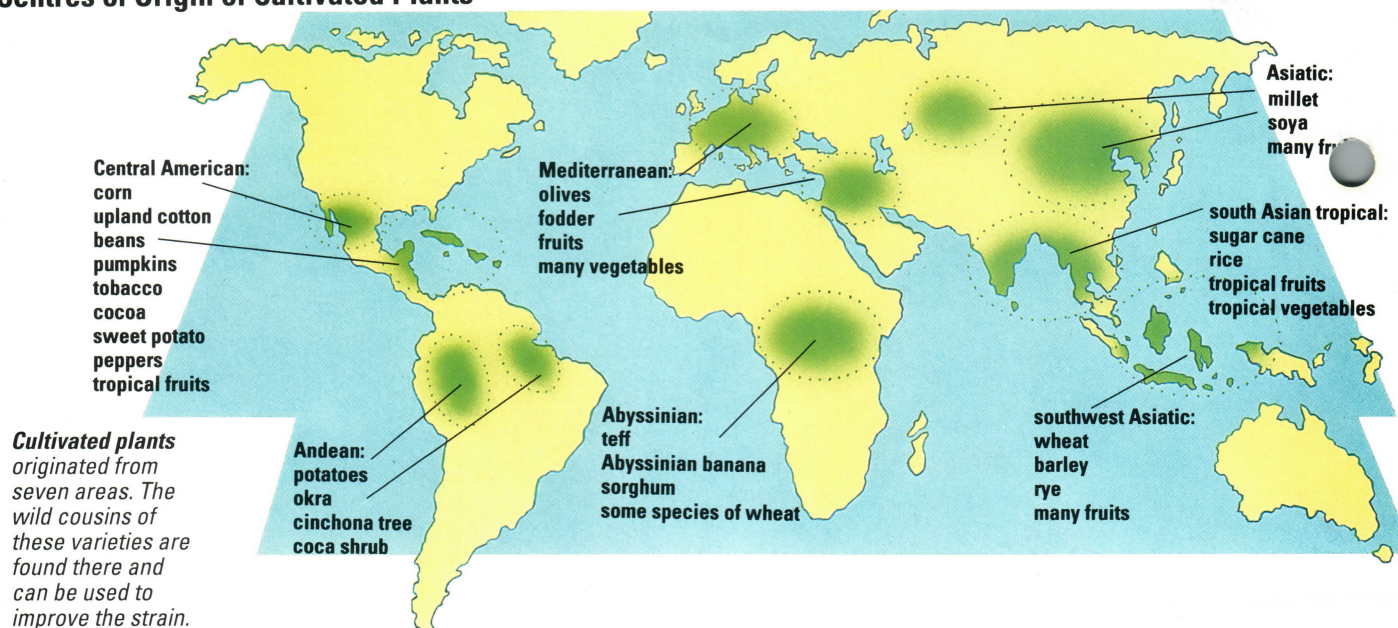 of Origin of Cultivated Plants
Central American:
corn
upland cotton
beans
pumpkins
tobacco
cocoa
sweet potato
peppers
tropical fruits
Mediterranean:
olives
fodder
fruits
many vegetables
Asiatic:
millet
soya
many
south Asian tropical:
sugar cane
rice
tropical fruits
tropical vegetables
Andean:
potatoes
okra
cinchona tree
coca shrub
Abyssinian:
teff
Abyssinian banana
sorghum
some species of wheat
southwest Asiatic:
wheat
barley
rye
many fruits
Cultivated plants
originated from
seven areas. The
wild cousins of
these varieties are
found there and
can be used to
improve the strain.